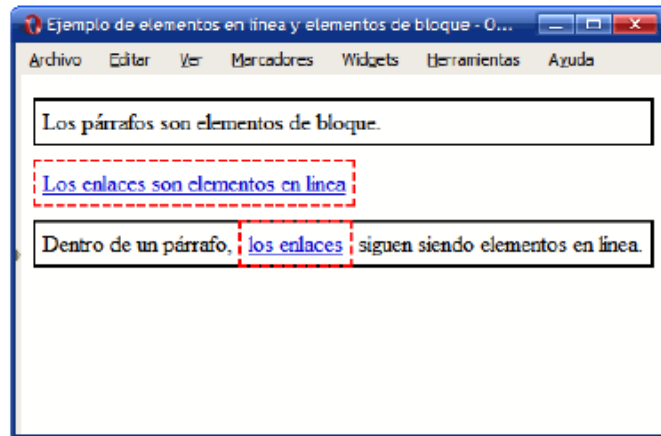 Ejemplo de elementos en línea y elementos de bloque - O...
Archivo Editar Ver Marcadores Widgets Herramientas Ayuda
Los párrafos son elementos de bloque.
Los enlaces son elementos en linea
Dentro de un párrafo, los enlaces siguen siendo elementos en línea.